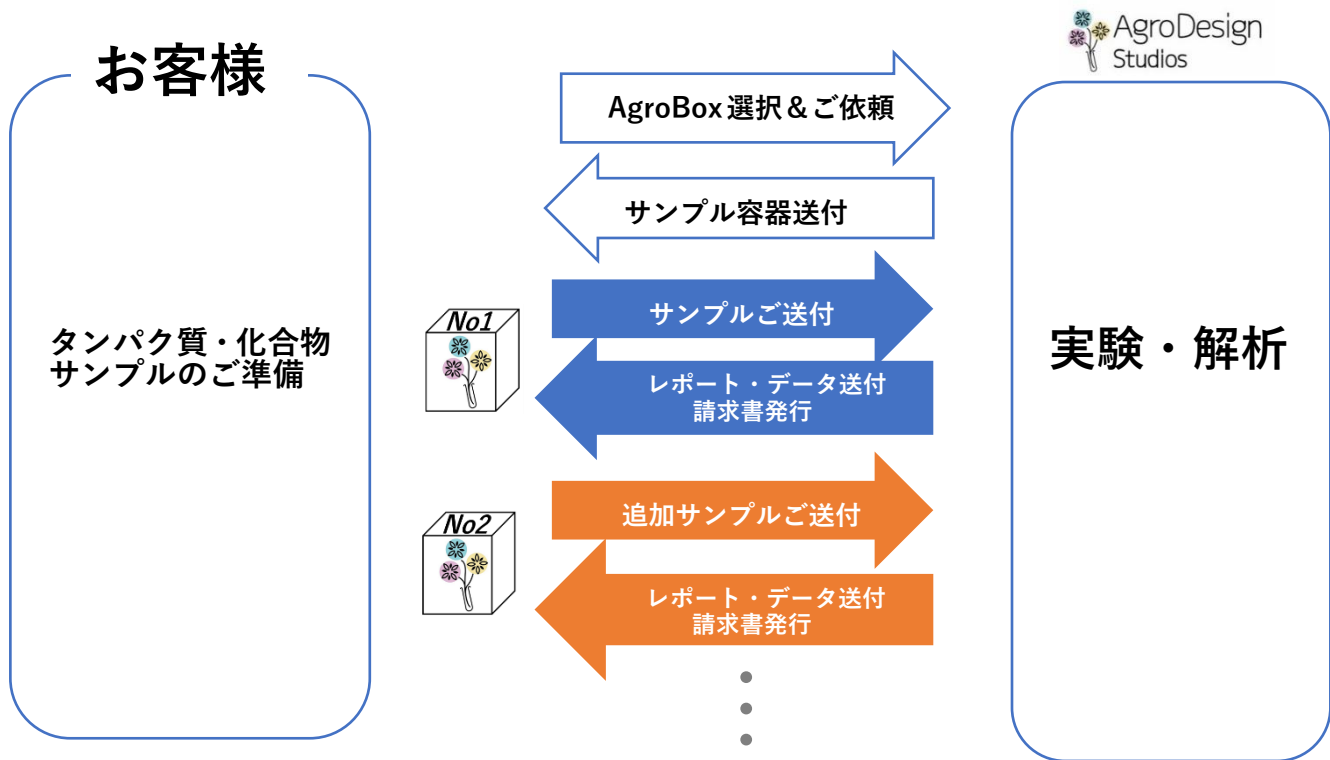 お客様
AgroDesign
Studios
AgroBox選択＆ご依頼
サンプル容器送付
タンパク質・化合物
サンプルのご準備
No1
サンプルご送付
レポート・データ送付
請求書発行
実験・解析
No2
追加サンプルご送付
レポート・データ送付
請求書発行